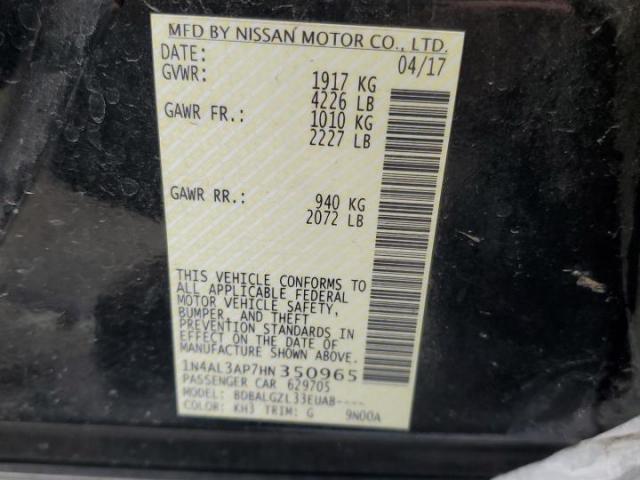 MFD BY NISSAN MOTOR CO., LTD.
DATE: 04/17
GVWR: 1917 KG
4226 LB
GAWR FR.: 1010 KG
2227 LB
GAWR RR.: 940 KG
2072 LB
THIS VEHICLE CONFORMS TO
ALL APPLICABLE FEDERAL
MOTOR VEHICLE SAFETY,
BUMPER, AND THEFT
PREVENTION STANDARDS IN
EFFECT ON THE DATE OF
MANUFACTURE SHOWN ABOVE.
1N4AL3AP7HN350965
PASSENGER CAR 629705
MODEL: BDBALGZL33EUAB----
COLOR: KH3 TRIM: G 9N00A